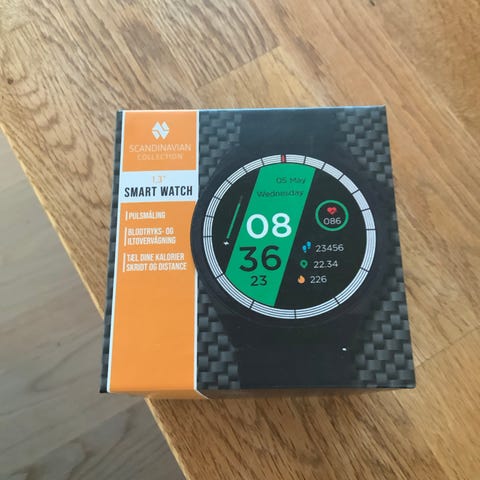 SCANDINAVIAN
COLLECTION
1.3"
SMART WATCH
PULSMÅLING
BLODTRYKS- OG
ILTOVERVÅGNING
TÆL DINE KALORIER
SKRIDT OG DISTANCE
05 May
Wednesday
08
36
23
086
23456
22.34
226